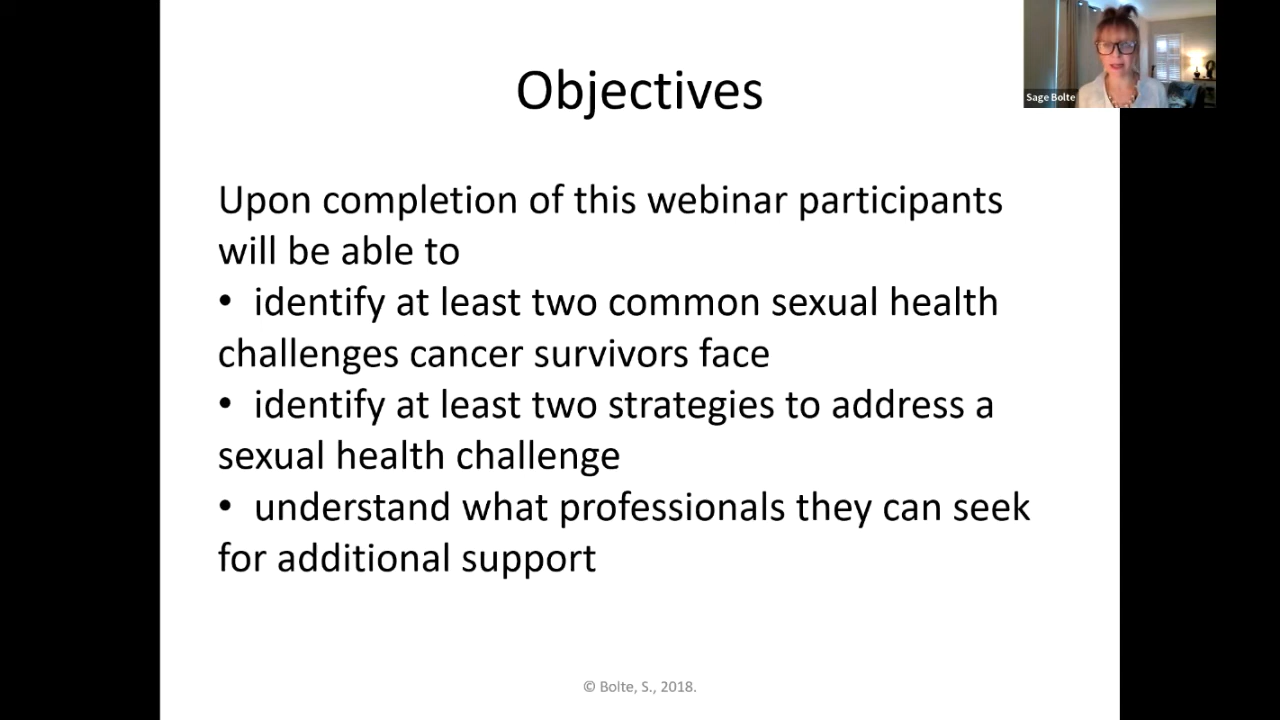 Objectives
Sage Bolte
Upon completion of this webinar participants
will be able to
• identify at least two common sexual health
challenges cancer survivors face
• identify at least two strategies to address a
sexual health challenge
• understand what professionals they can seek
for additional support
© Bolte, S., 2018.